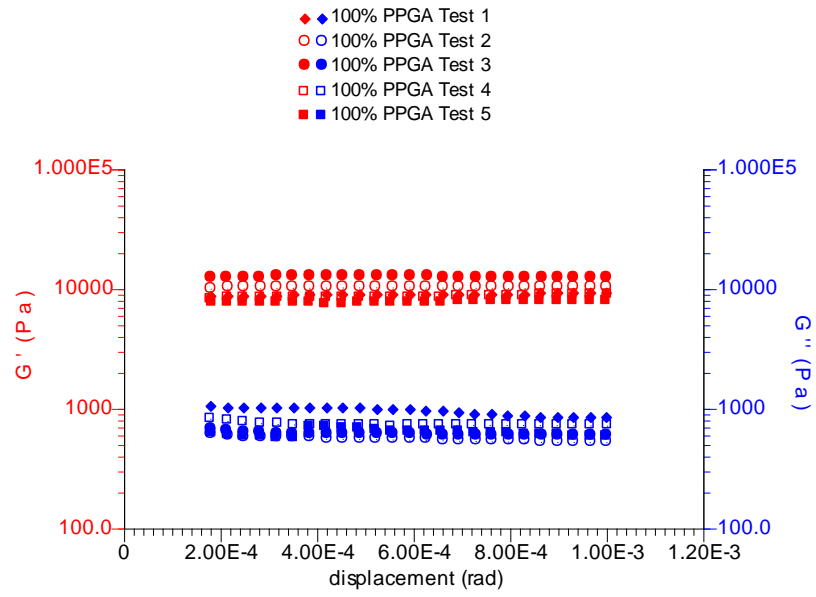 100% PPGA Test 1
100% PPGA Test 2
100% PPGA Test 3
100% PPGA Test 4
100% PPGA Test 5
1.000E5
10000
1000
100.0
G ' (P a)
1.000E5
10000
1000
100.0
G '' (P a)
0
2.00E-4
4.00E-4
6.00E-4
8.00E-4
1.00E-3
1.20E-3
displacement (rad)